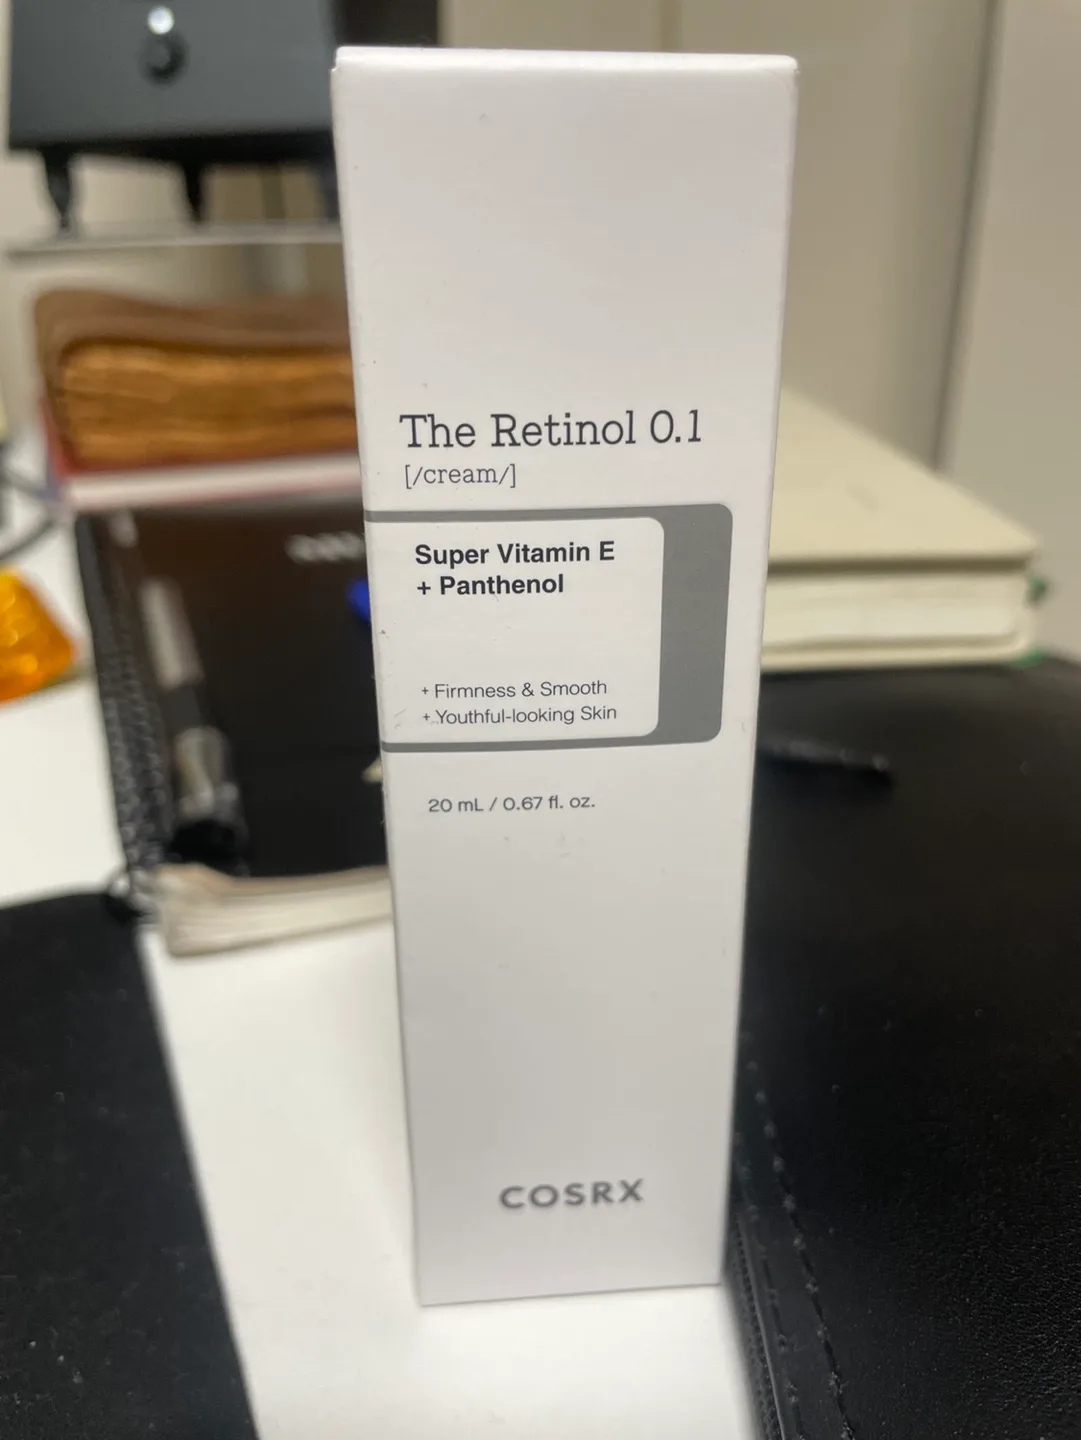 The Retinol 0.1
[/cream/]
Super Vitamin E
+ Panthenol
+ Firmness & Smooth
+ Youthful-looking Skin
20 mL / 0.67 fl. oz.
COSRX